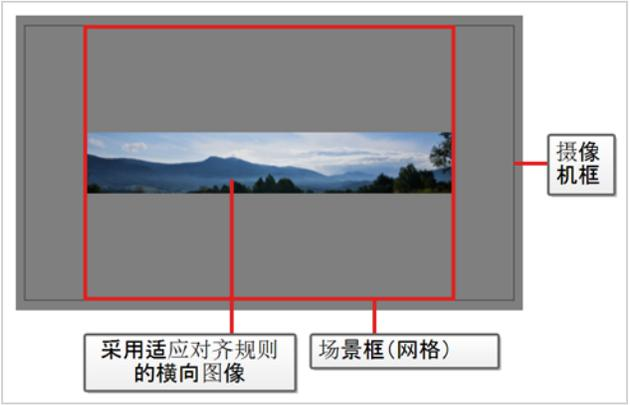 摄像
机框
采用适应对齐规则
的横向图像
场景框(网格)